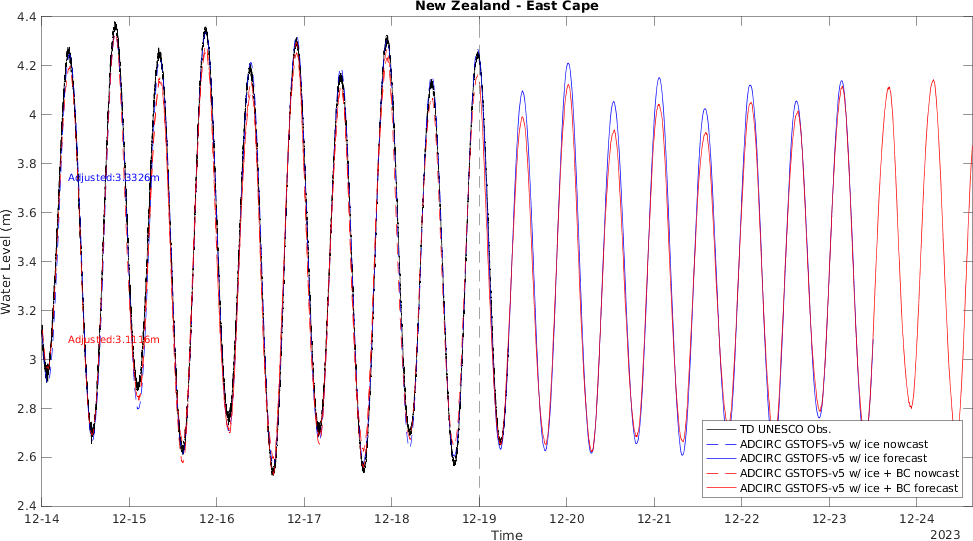 New Zealand - East Cape
4.4
4.2
4
3.8
3.6
3.4
3.2
3
2.8
2.6
2.4
Water Level (m)
Adjusted:3.3326m
Adjusted:3.1116m
TD UNESCO Obs.
ADCIRC GSTOFS-v5 w/ ice nowcast
ADCIRC GSTOFS-v5 w/ ice forecast
ADCIRC GSTOFS-v5 w/ ice + BC nowcast
ADCIRC GSTOFS-v5 w/ ice + BC forecast
12-14 12-15 12-16 12-17 12-18 12-19 12-20 12-21 12-22 12-23 12-24
Time
2023